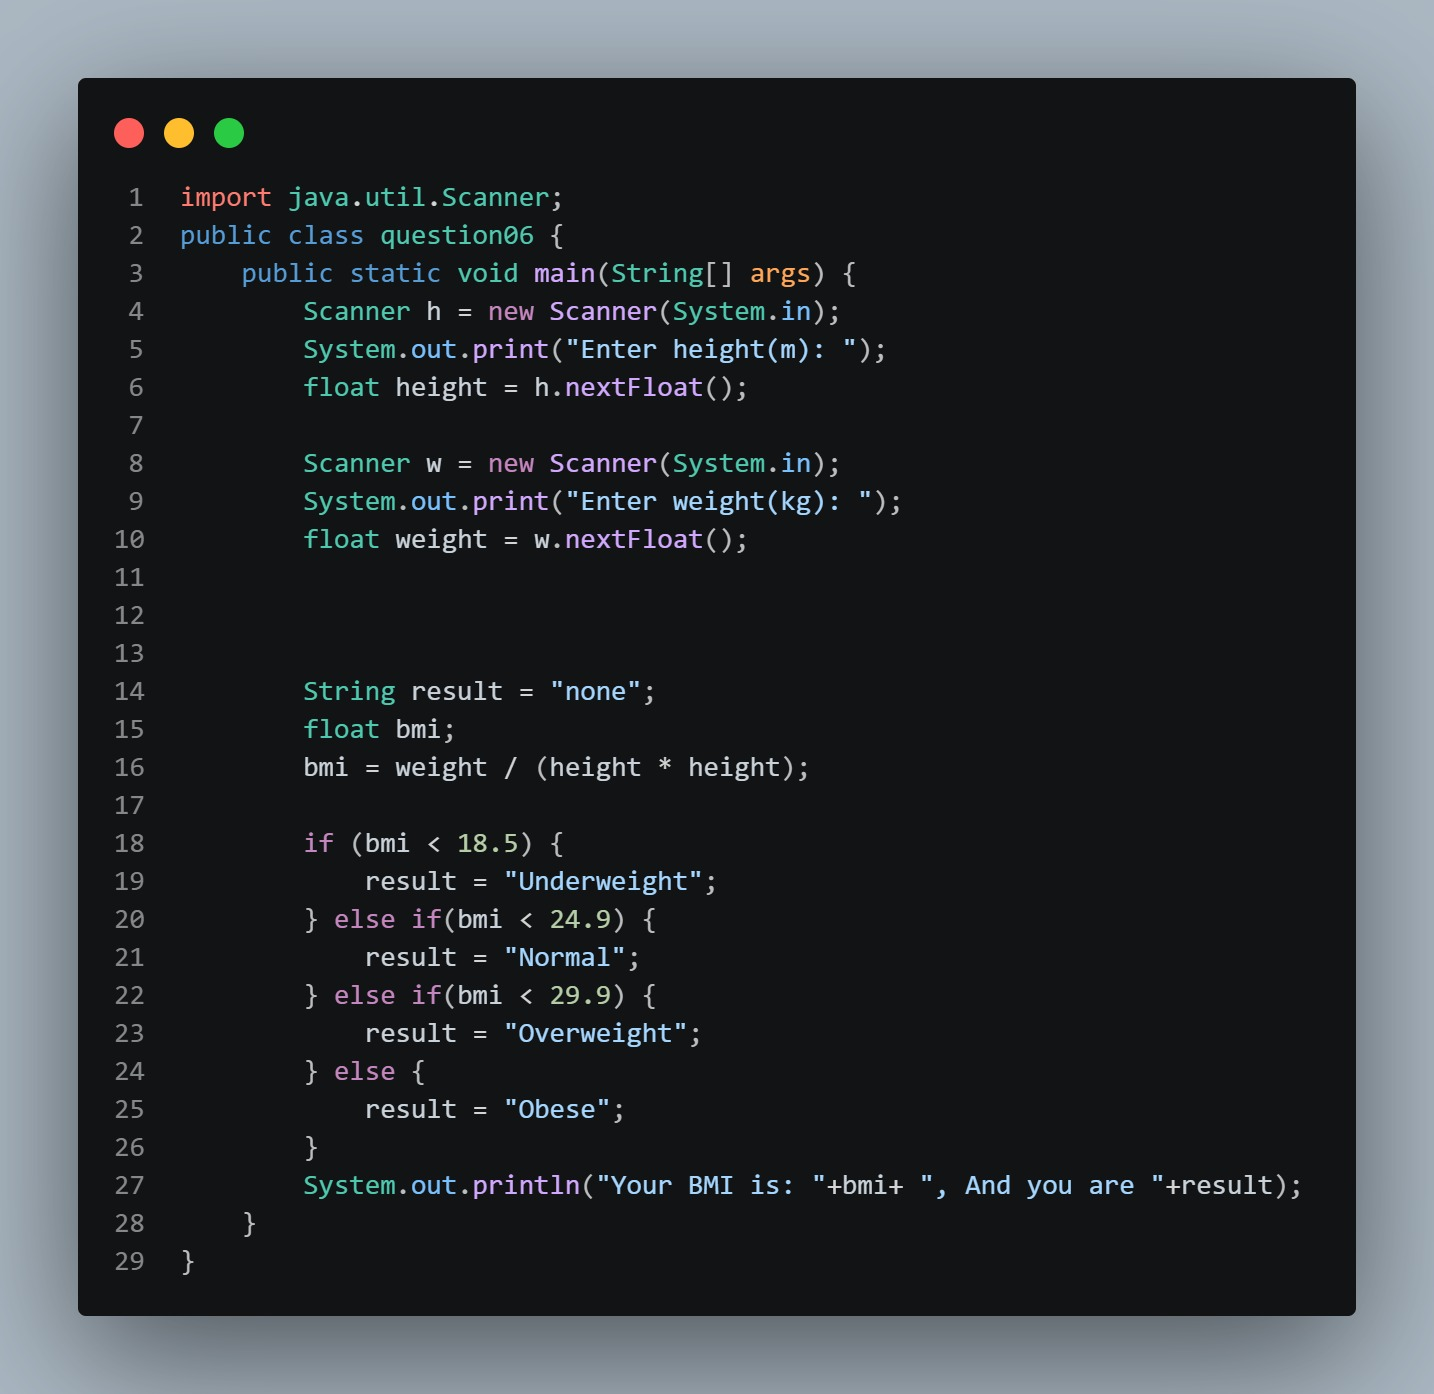 1 import java.util.Scanner;
2 public class question06 {
3     public static void main(String[] args) {
4         Scanner h = new Scanner(System.in);
5         System.out.print("Enter height(m): ");
6         float height = h.nextFloat();
7
8         Scanner w = new Scanner(System.in);
9         System.out.print("Enter weight(kg): ");
10         float weight = w.nextFloat();
11
12
13
14         String result = "none";
15         float bmi;
16         bmi = weight / (height * height);
17
18         if (bmi < 18.5) {
19             result = "Underweight";
20         } else if(bmi < 24.9) {
21             result = "Normal";
22         } else if(bmi < 29.9) {
23             result = "Overweight";
24         } else {
25             result = "Obese";
26         }
27         System.out.println("Your BMI is: "+bmi+ ", And you are "+result);
28     }
29 }